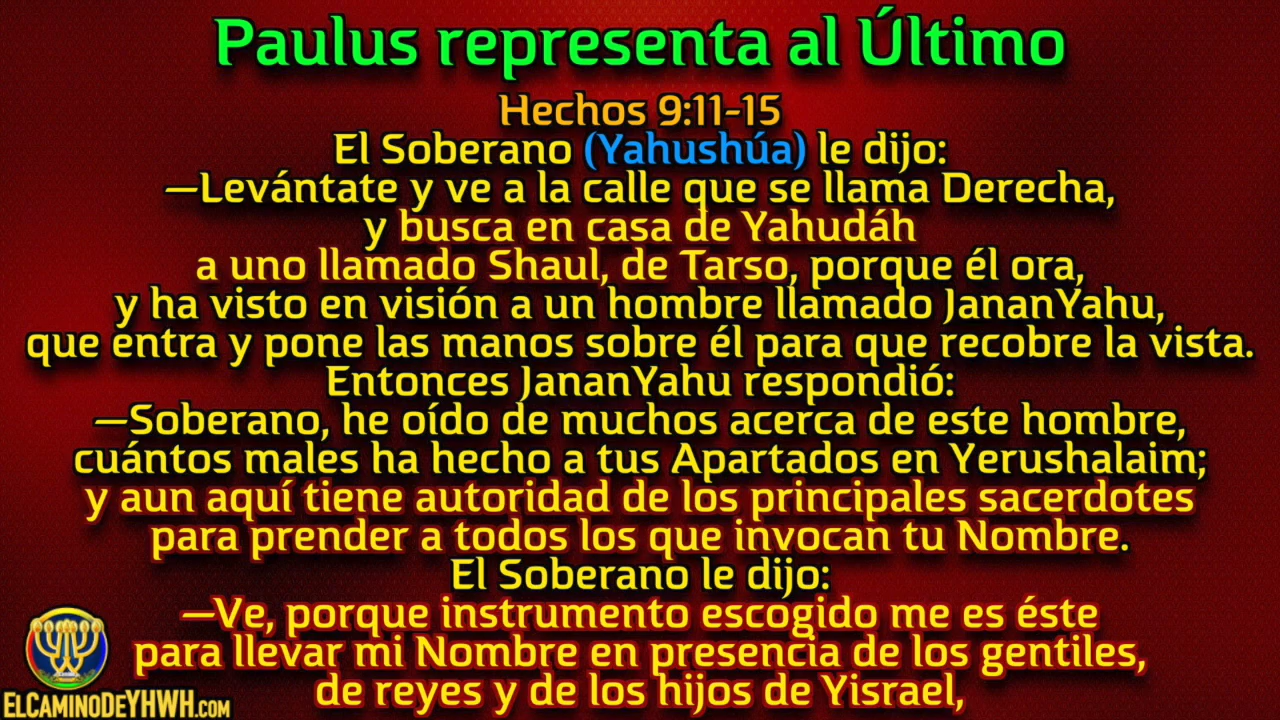 Paulus representa al Último
Hechos 9:11-15
El Soberano (Yahushúa) le dijo:
—Levántate y ve a la calle que se llama Derecha,
y busca en casa de Yahudáh
a uno llamado Shaul, de Tarso, porque él ora,
y ha visto en visión a un hombre llamado JananYahu,
que entra y pone las manos sobre él para que recobre la vista.
Entonces JananYahu respondió:
—Soberano, he oído de muchos acerca de este hombre,
cuántos males ha hecho a tus Apartados en Yerushalaim;
y aun aquí tiene autoridad de los principales sacerdotes
para prender a todos los que invocan tu Nombre.
El Soberano le dijo:
—Ve, porque instrumento escogido me es éste
para llevar mi Nombre en presencia de los gentiles,
de reyes y de los hijos de Yisrael,
ELCAMINODEYHWH.com